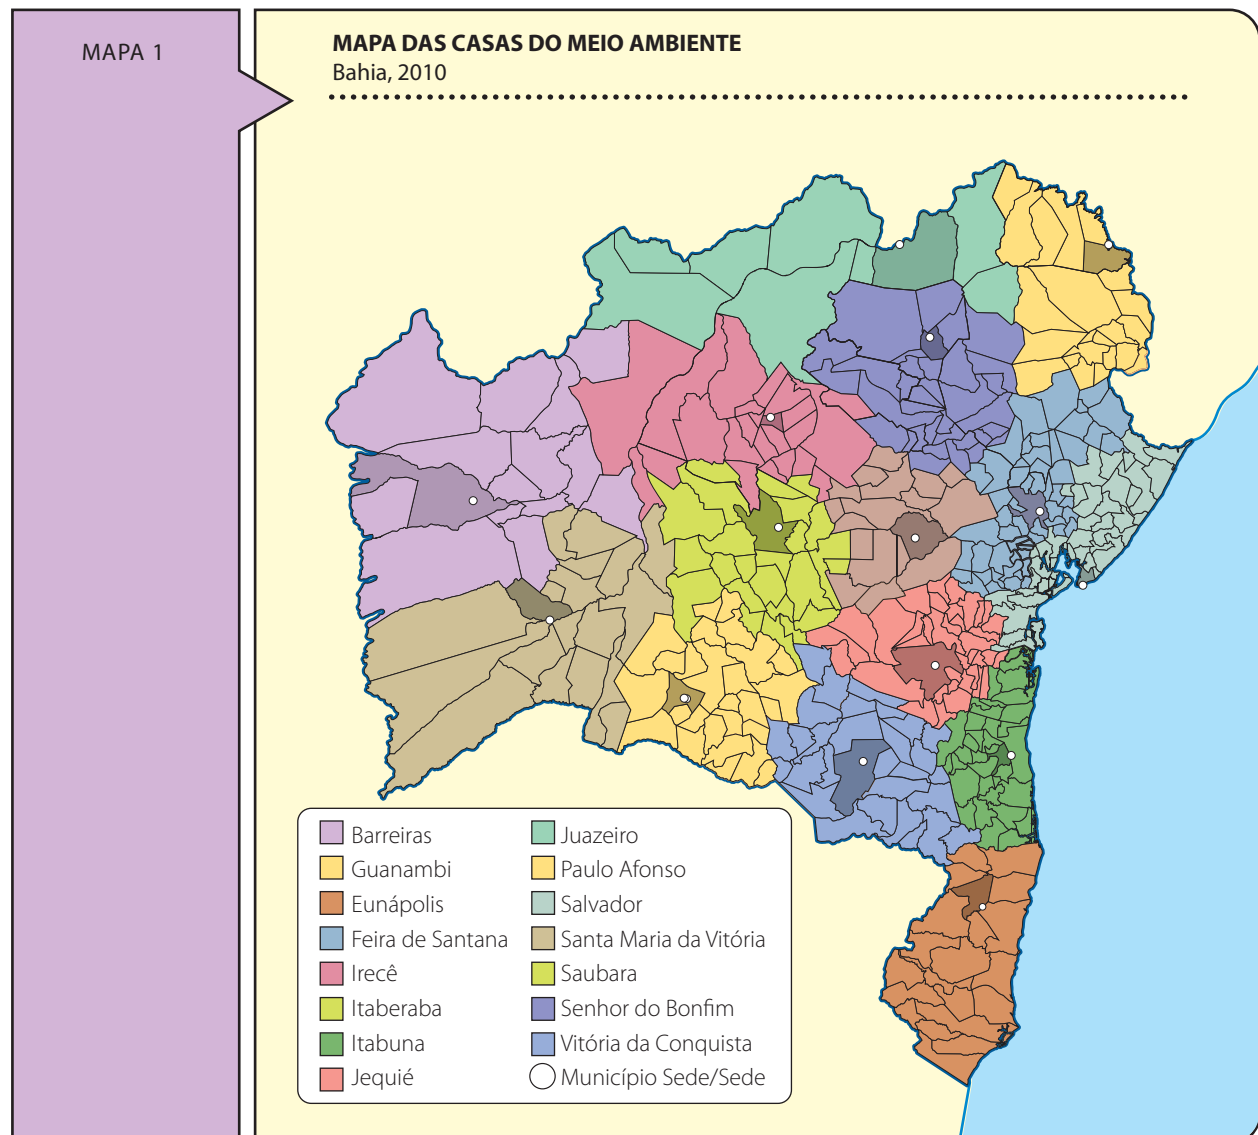 MAPA 1
MAPA DAS CASAS DO MEIO AMBIENTE
Bahia, 2010
Barreiras
Guanambi
Eunápolis
Feira de Santana
Irecê
Itaberaba
Itabuna
Jequié
Juazeiro
Paulo Afonso
Salvador
Santa Maria da Vitória
Saubara
Senhor do Bonfim
Vitória da Conquista
Município Sede/Sede